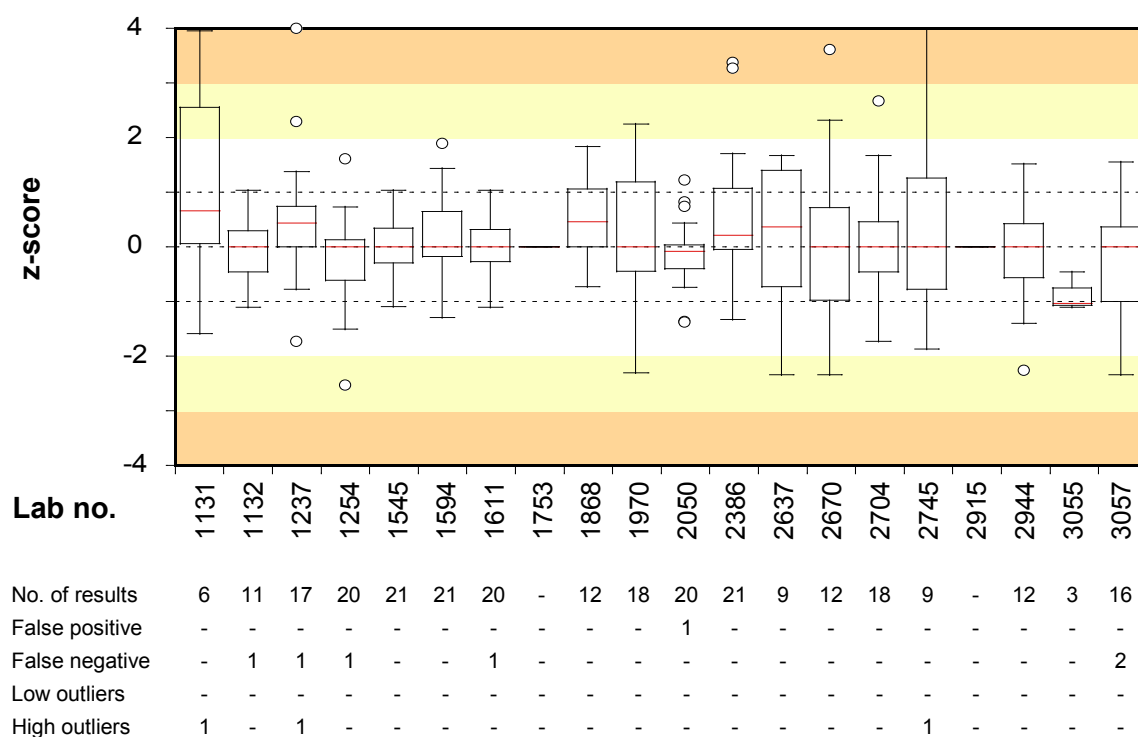 4
2
z-score
0
-2
-4
Lab no. 1131 1132 1237 1254 1545 1594 1611 1753 1868 1970 2050 2386 2637 2670 2704 2745 2915 2944 3055 3057
No. of results 6 11 17 20 21 21 20 - 12 18 20 21 9 12 18 9 - 12 3 16
False positive - - - - - - - - - - 1 - - - - - - - - -
False negative - 1 1 1 - - 1 - - - - - - - - - - - - 2
Low outliers - - - - - - - - - - - - - - - - - - - -
High outliers 1 - 1 - - - - - - - - - - - - 1 - - - -